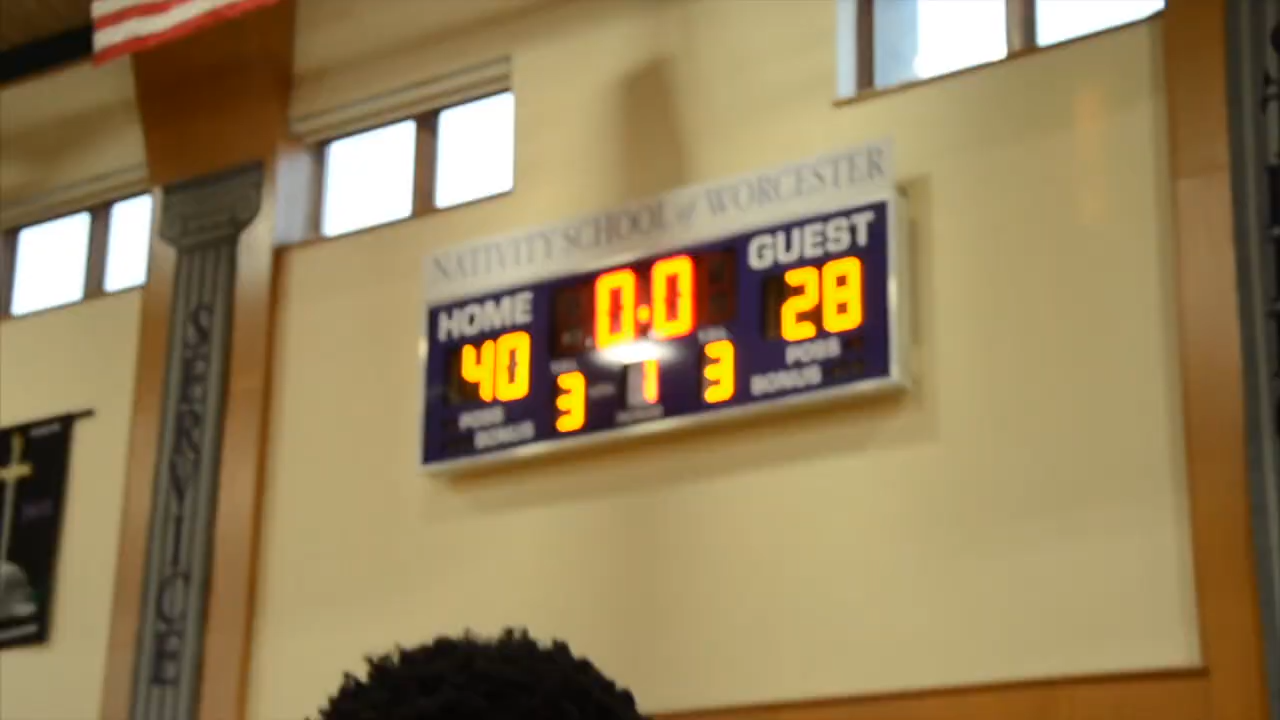 NATIVITY SCHOOL of WORCESTER
HOME
GUEST
0.0
40
28
3
1
3
POSS
BONUS
POSS
BONUS
SERVICE